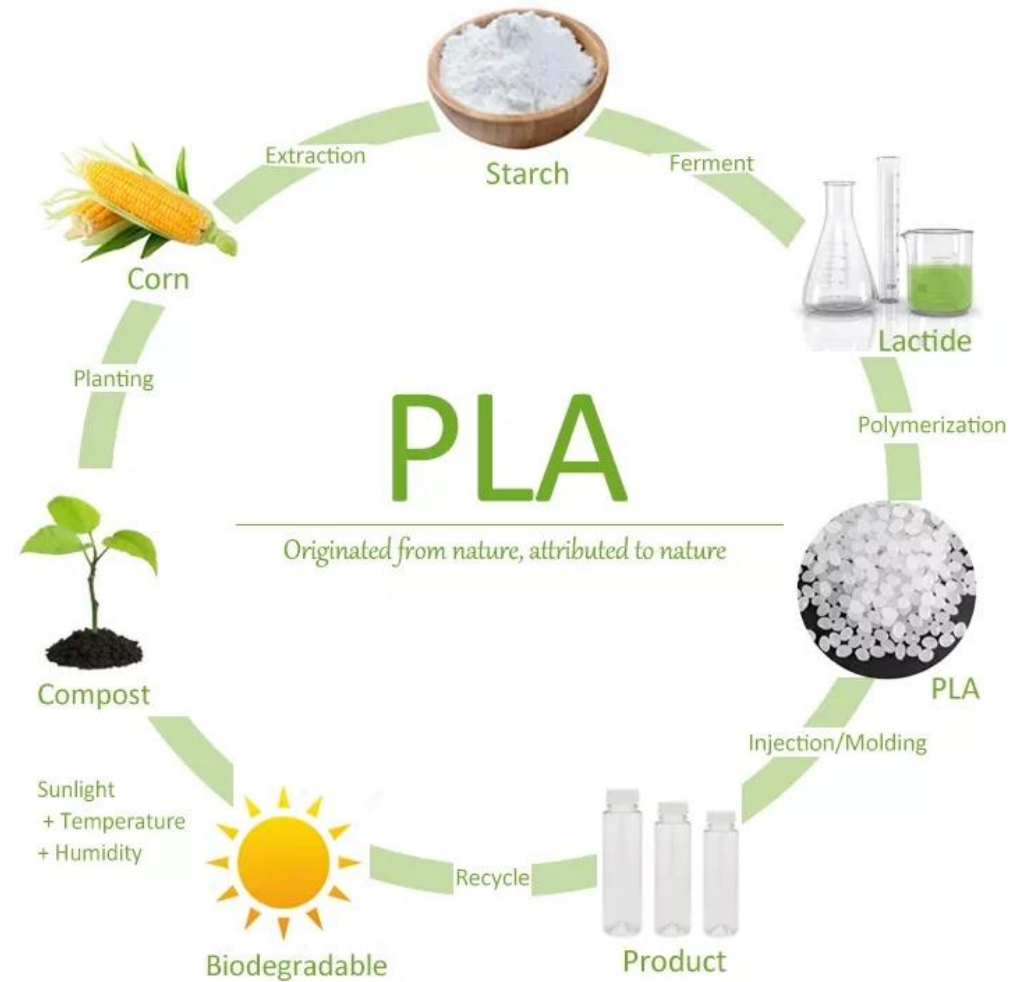 Starch
Extraction
Ferment
Corn
Lactide
Planting
Polymerization
PLA
Originated from nature, attributed to nature
PLA
Compost
Injection/Molding
Sunlight
+ Temperature
+ Humidity
Recycle
Product
Biodegradable